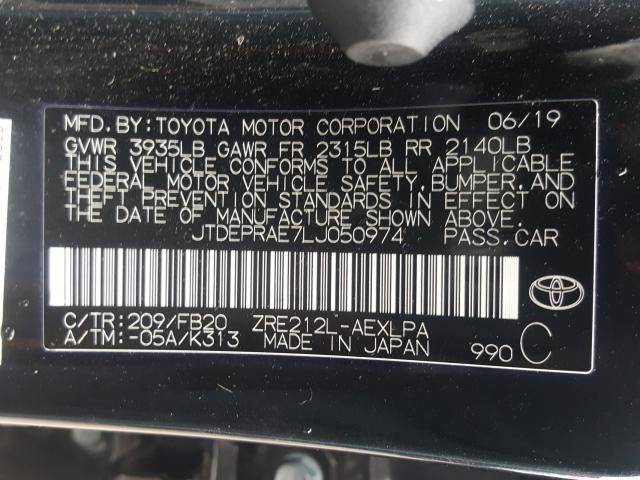 MFD. BY: TOYOTA MOTOR CORPORATION 06/19
GVWR 3935LB GAWR FR 2315LB RR 2140LB
THIS VEHICLE CONFORMS TO ALL APPLICABLE
FEDERAL MOTOR VEHICLE SAFETY, BUMPER, AND
THEFT PREVENTION STANDARDS IN EFFECT ON
THE DATE OF MANUFACTURE SHOWN ABOVE.
JTDEPRAE7LJ050974 PASS. CAR
C/TR: 209/FB20 ZRE212L-AEXLPA
A/TM: -05A/K313 MADE IN JAPAN 990 C